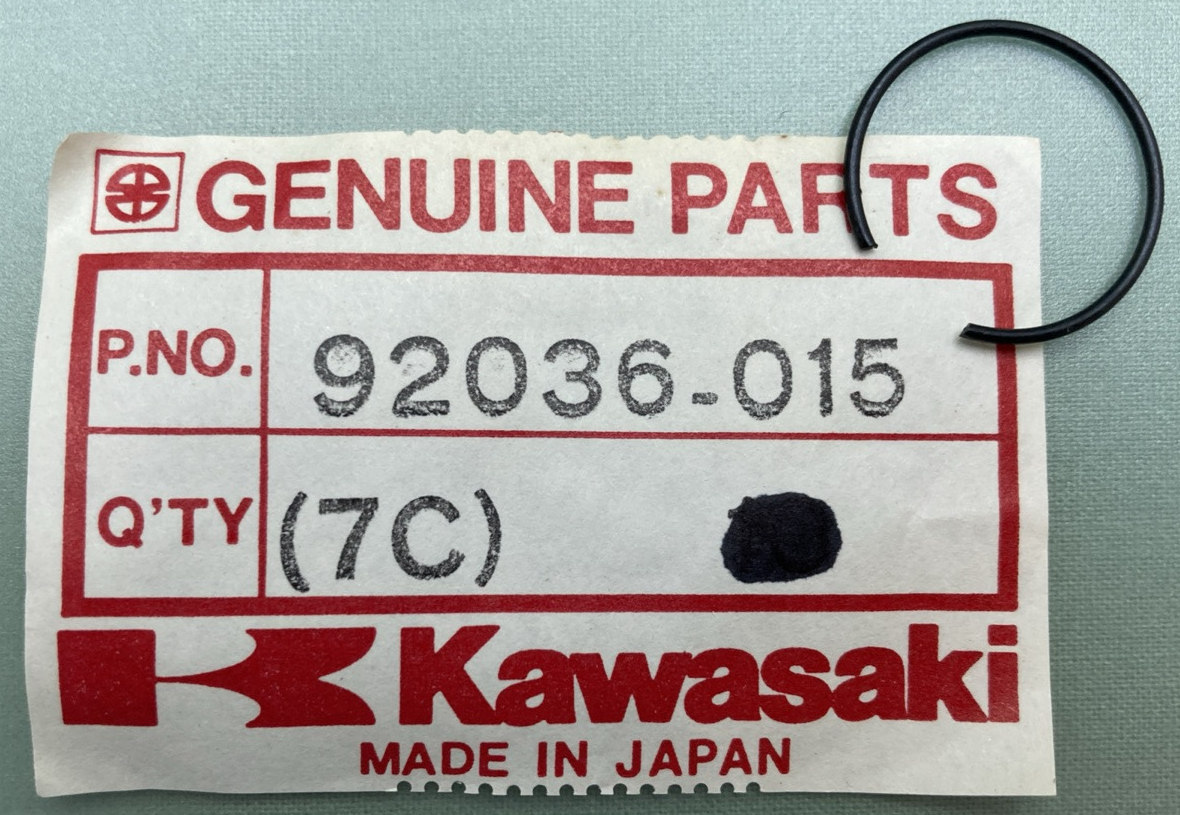 GENUINE PARTS
P.NO. 92036-015
Q'TY (7C)
Kawasaki
MADE IN JAPAN